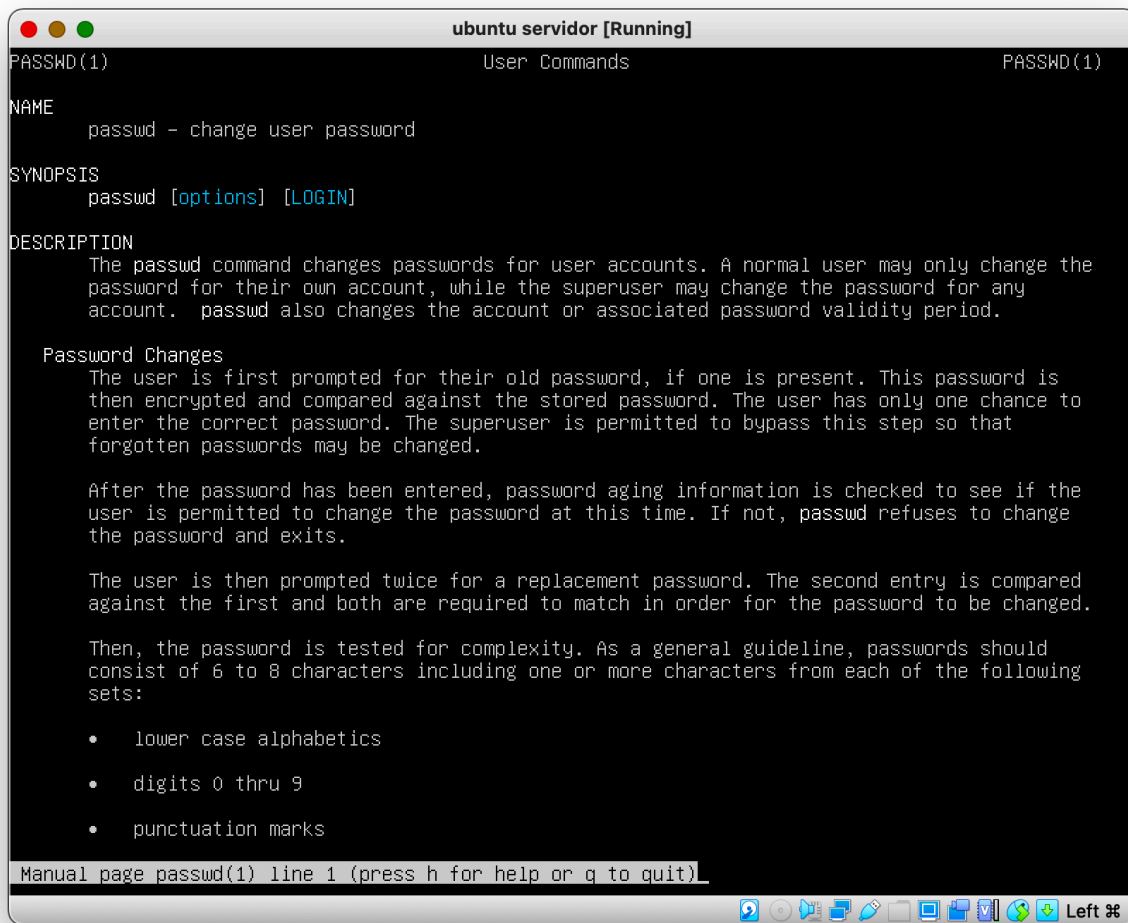 ubuntu servidor [Running]
PASSWD(1) User Commands PASSWD(1)
NAME
passwd – change user password
SYNOPSIS
passwd [options] [LOGIN]
DESCRIPTION
The passwd command changes passwords for user accounts. A normal user may only change the
password for their own account, while the superuser may change the password for any
account.  passwd also changes the account or associated password validity period.
Password Changes
The user is first prompted for their old password, if one is present. This password is
then encrypted and compared against the stored password. The user has only one chance to
enter the correct password. The superuser is permitted to bypass this step so that
forgotten passwords may be changed.
After the password has been entered, password aging information is checked to see if the
user is permitted to change the password at this time. If not, passwd refuses to change
the password and exits.
The user is then prompted twice for a replacement password. The second entry is compared
against the first and both are required to match in order for the password to be changed.
Then, the password is tested for complexity. As a general guideline, passwords should
consist of 6 to 8 characters including one or more characters from each of the following
sets:
• lower case alphabetics
• digits 0 thru 9
• punctuation marks
Manual page passwd(1) line 1 (press h for help or q to quit)
Left ⌘